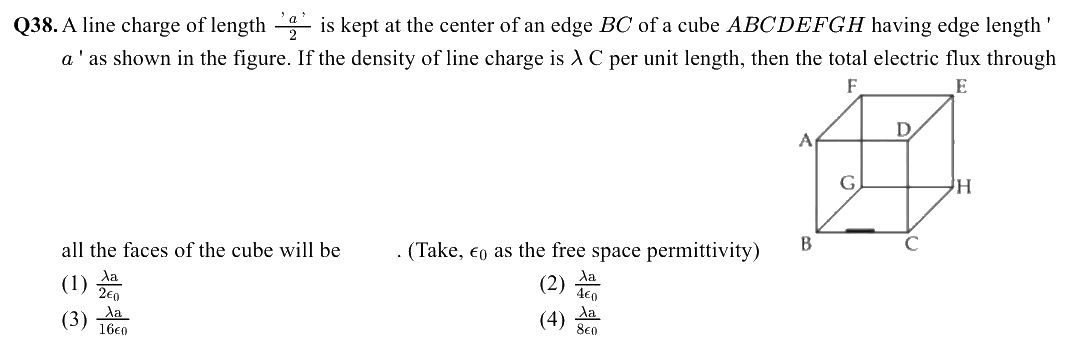 Q38. A line charge of length 'a'/2 is kept at the center of an edge BC of a cube ABCDEFGH having edge length '
a ' as shown in the figure. If the density of line charge is λ C per unit length, then the total electric flux through
F E
A D
G H
B C
all the faces of the cube will be . (Take, ϵ0 as the free space permittivity)
(1) λa/2ϵ0 (2) λa/4ϵ0
(3) λa/16ϵ0 (4) λa/8ϵ0